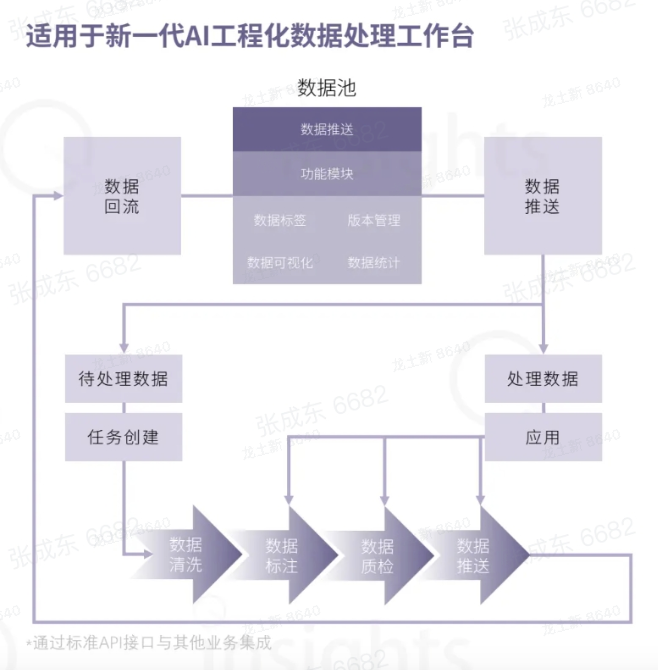 适用于新一代AI工程化数据处理工作台
数据池
数据推送
功能模块
数据标签 版本管理
数据可视化 数据统计
数据
回流
数据
推送
待处理数据
处理数据
任务创建
应用
数据
清洗
数据
标注
数据
质检
数据
推送
*通过标准API接口与其他业务集成
张成东 6682
龙土新 8640
Insights